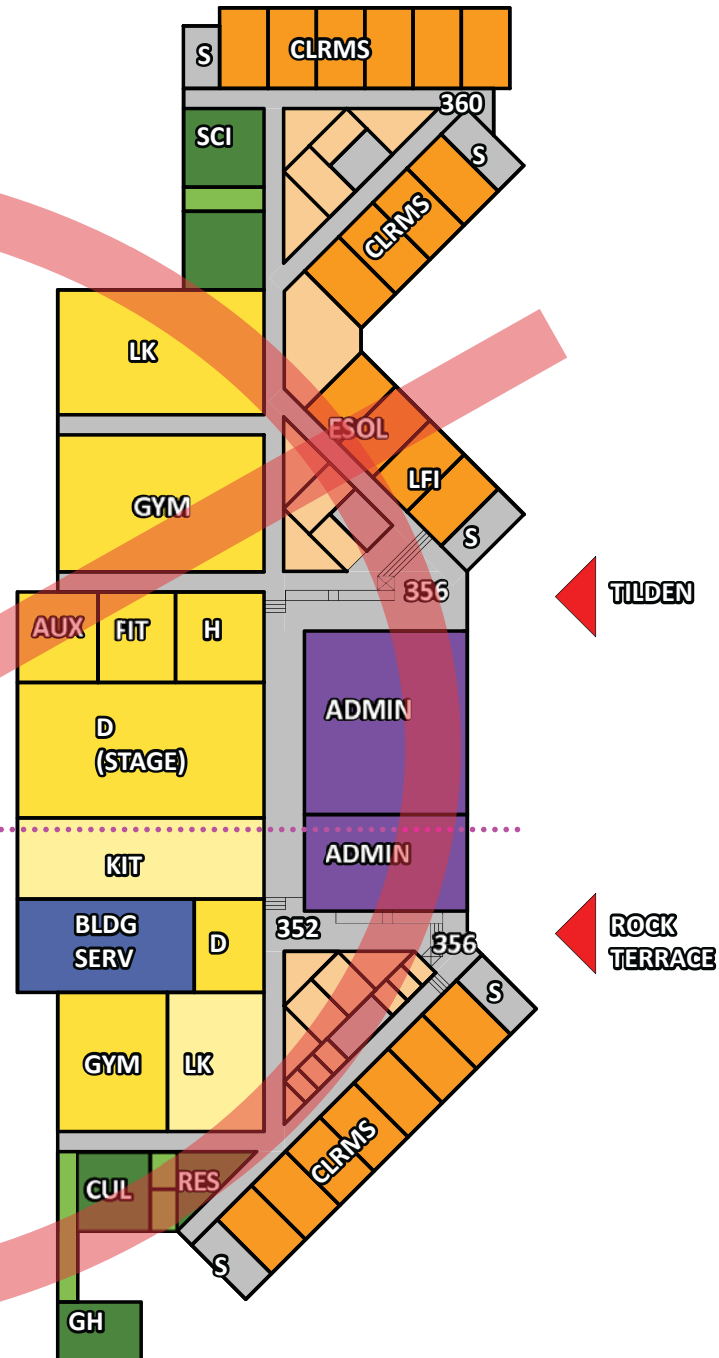 S
CLRMS
360
SCI
S
CLRMS
LK
ESOL
LFI
GYM
S
356
TILDEN
AUX
FIT
H
ADMIN
D
(STAGE)
ADMIN
KIT
BLDG
SERV
D
352
356
ROCK
TERRACE
S
GYM
LK
CLRMS
CUL
RES
S
GH